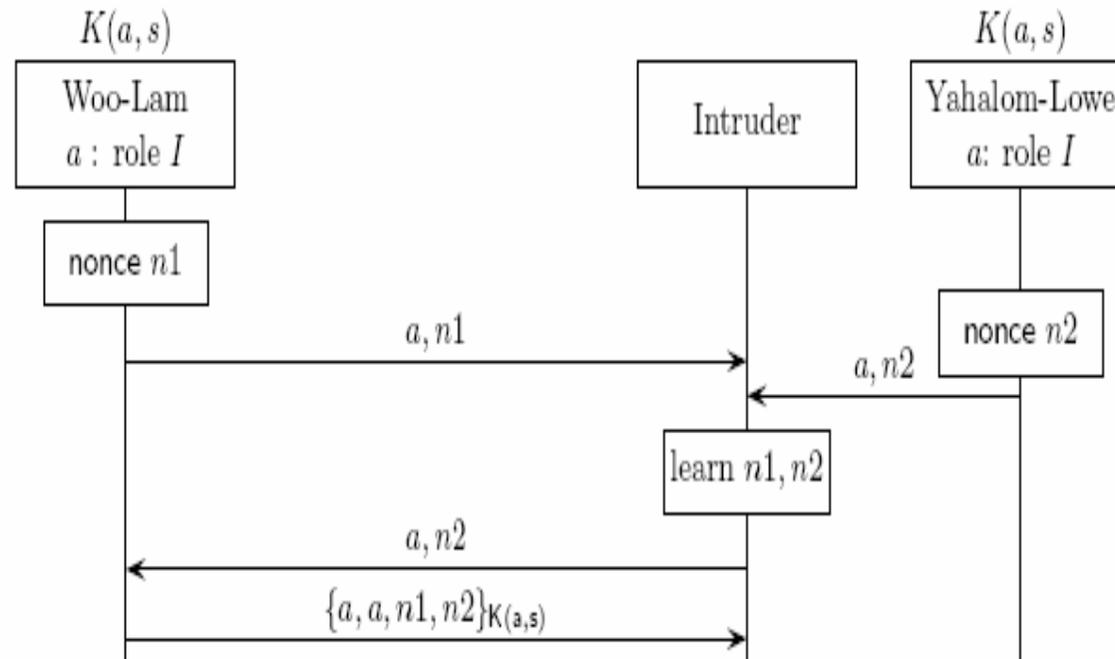 K(a, s)
K(a, s)
Woo-Lam
a : role I
Intruder
Yahalom-Lowe
a: role I
nonce n1
nonce n2
a, n1
a, n2
learn n1, n2
a, n2
{a, a, n1, n2}K(a,s)